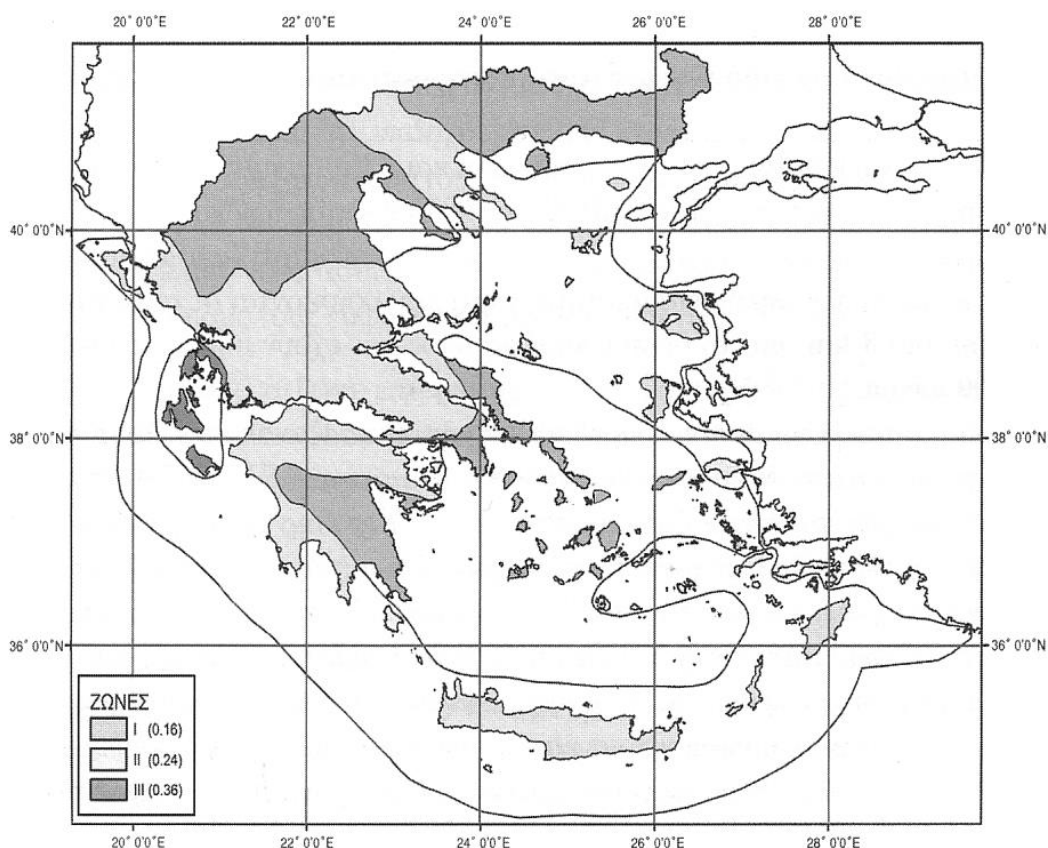 20° 0'0"E 22° 0'0"E 24° 0'0"E 26° 0'0"E 28° 0'0"E
40° 0'0"N 40° 0'0"N
38° 0'0"N 38° 0'0"N
36° 0'0"N 36° 0'0"N
ΖΩΝΕΣ
I (0.16)
II (0.24)
III (0.36)
20° 0'0"E 22° 0'0"E 24° 0'0"E 26° 0'0"E 28° 0'0"E